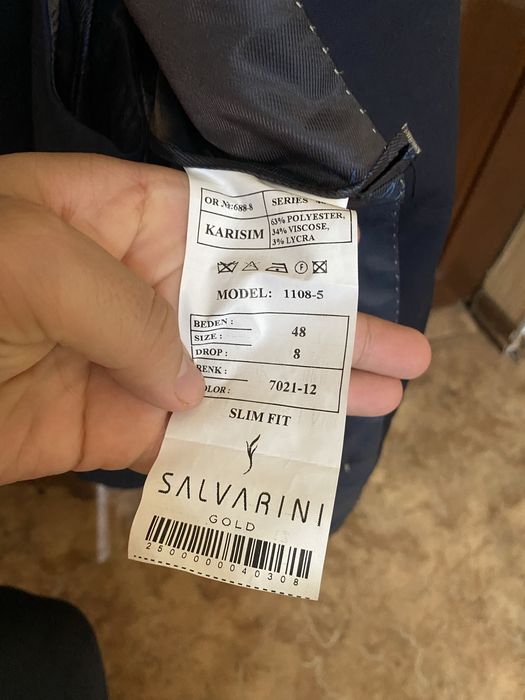 OR №:688-8 SERIES
KARISIM 63% POLYESTER,
34% VISCOSE,
3% LYCRA
MODEL: 1108-5
BEDEN :
SIZE : 48
DROP : 8
RENK :
OLOR: 7021-12
SLIM FIT
SALVARINI
GOLD
2500000040308